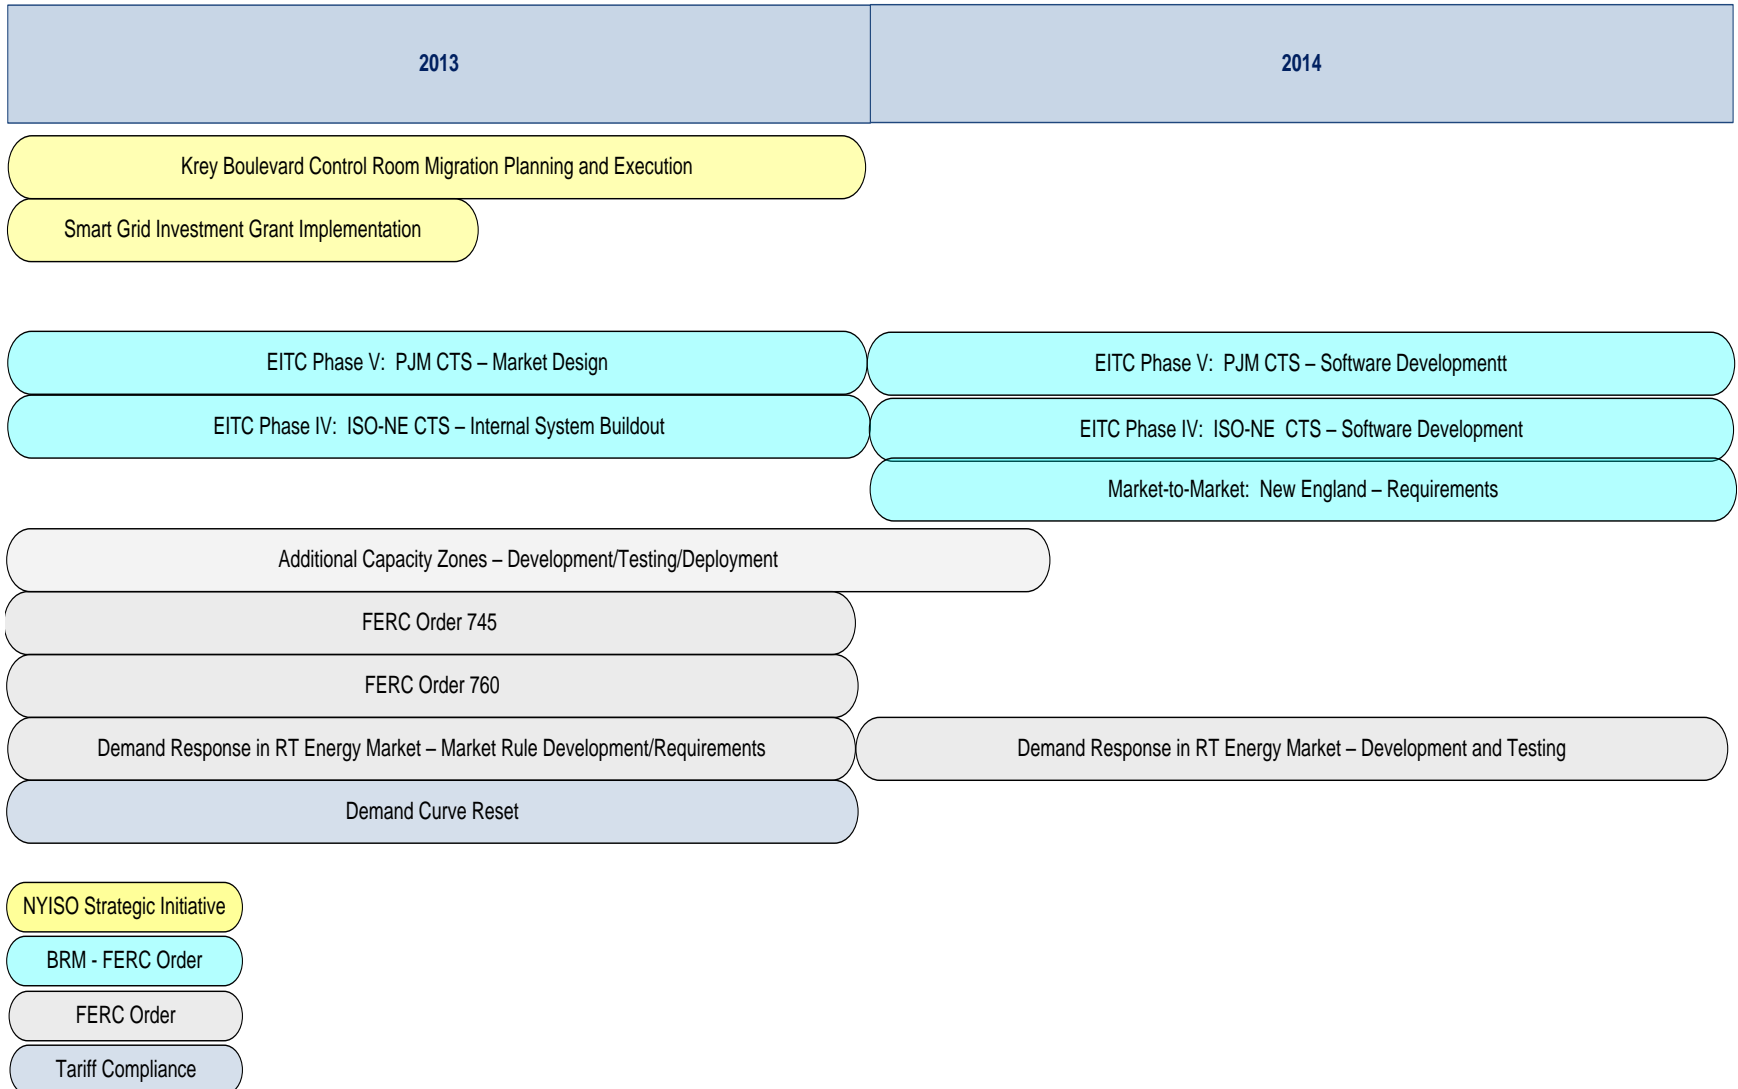 2013
2014
Krey Boulevard Control Room Migration Planning and Execution
Smart Grid Investment Grant Implementation
EITC Phase V:  PJM CTS – Market Design
EITC Phase V:  PJM CTS – Software Developmentt
EITC Phase IV:  ISO-NE CTS – Internal System Buildout
EITC Phase IV:  ISO-NE  CTS – Software Development
Market-to-Market:  New England – Requirements
Additional Capacity Zones – Development/Testing/Deployment
FERC Order 745
FERC Order 760
Demand Response in RT Energy Market – Market Rule Development/Requirements
Demand Response in RT Energy Market – Development and Testing
Demand Curve Reset
NYISO Strategic Initiative
BRM - FERC Order
FERC Order
Tariff Compliance